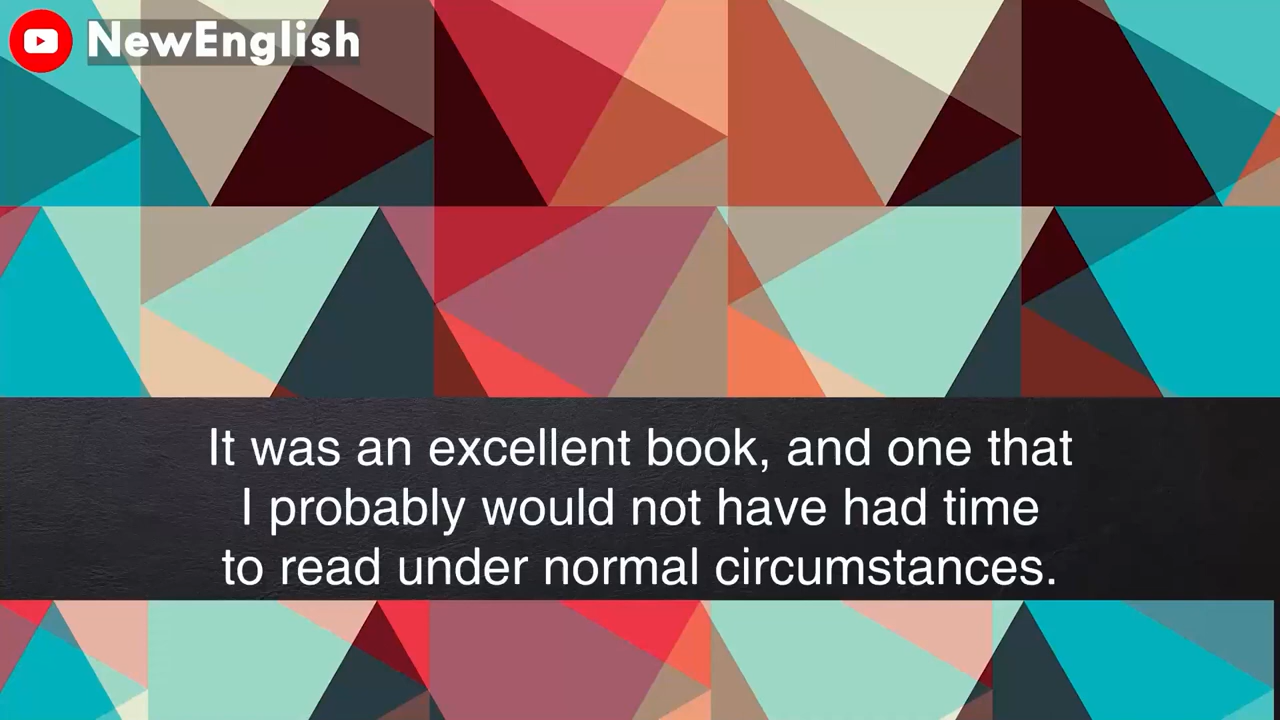 NewEnglish
It was an excellent book, and one that
I probably would not have had time
to read under normal circumstances.